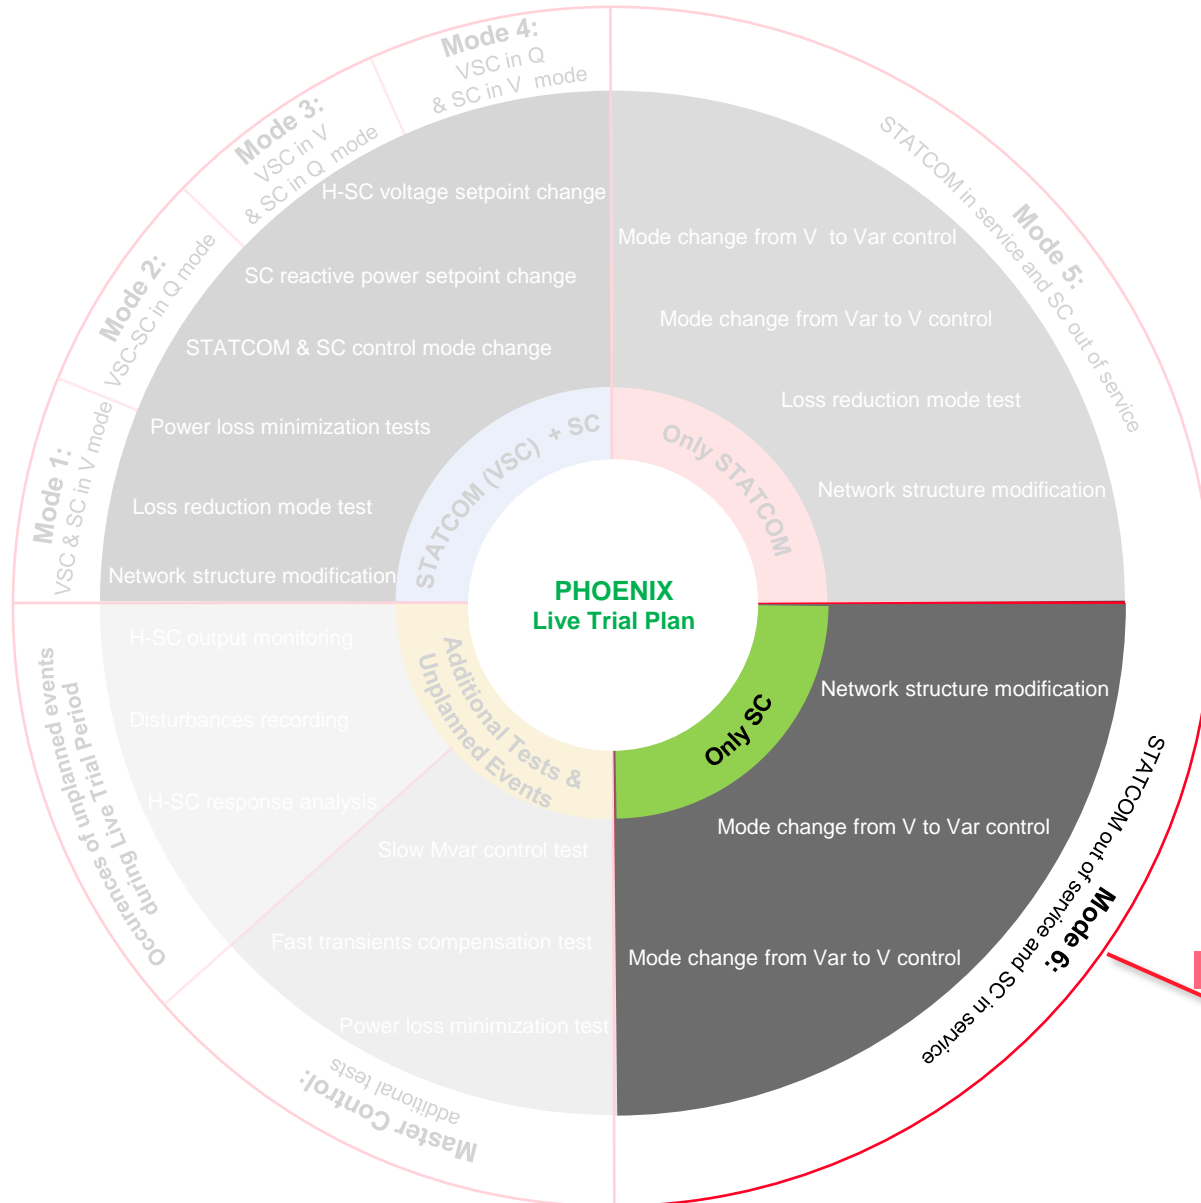 Mode 4:
VSC in Q
& SC in V mode
Mode 3:
VSC in V
& SC in Q mode
Mode 2:
VSC-SC in Q mode
Mode 1:
VSC & SC in V mode
H-SC voltage setpoint change
SC reactive power setpoint change
STATCOM & SC control mode change
Power loss minimization tests
Loss reduction mode test
Network structure modification
STATCOM (VSC) + SC
Mode 5:
STATCOM in service and SC out of service
Mode change from V to Var control
Mode change from Var to V control
Loss reduction mode test
Network structure modification
Only STATCOM
PHOENIX
Live Trial Plan
Only SC
Network structure modification
Mode change from V to Var control
Mode change from Var to V control
Mode 6:
STATCOM out of service and SC in service
Additional Tests &
Unplanned Events
H-SC output monitoring
Disturbances recording
H-SC response analysis
Occurences of unplanned events
during Live Trial Period
Slow Mvar control test
Fast transients compensation test
Power loss minimization test
Master Control:
additional tests